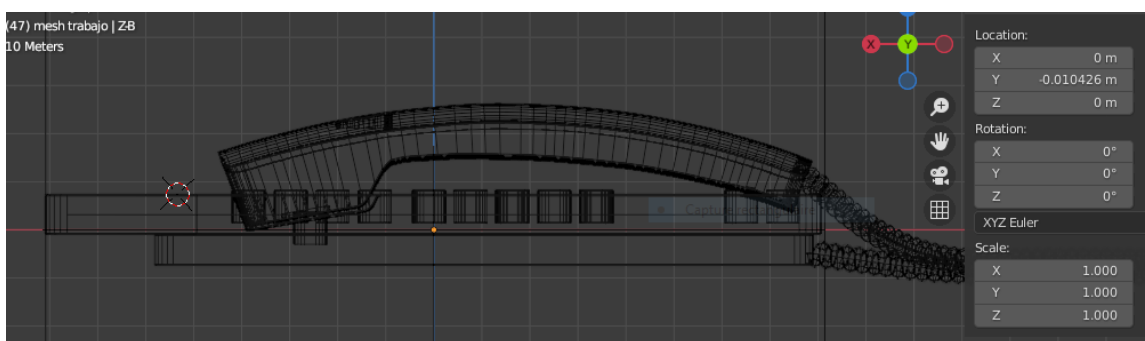 (47) mesh trabajo | Z-B
10 Meters
X
Y
Location:
X 0 m
Y -0.010426 m
Z 0 m
Rotation:
X 0°
Y 0°
Z 0°
XYZ Euler
Scale:
X 1.000
Y 1.000
Z 1.000